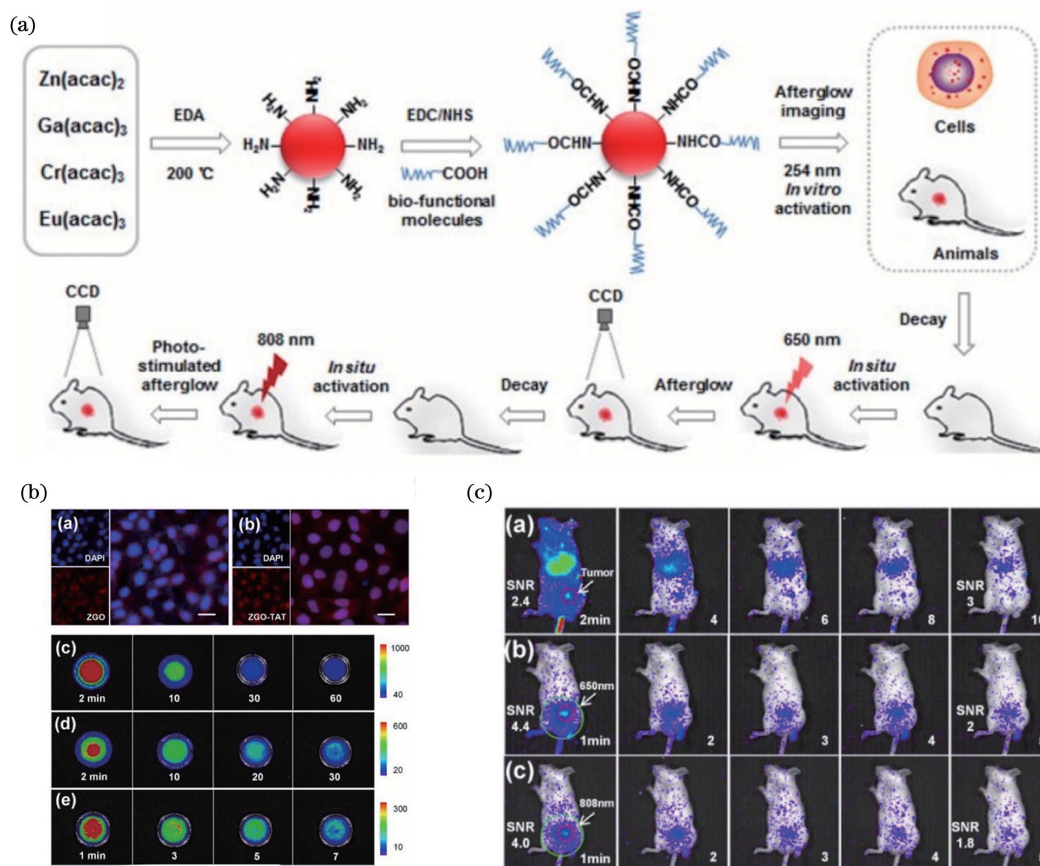 (a)
Zn(acac)₂
Ga(acac)₃
Cr(acac)₃
Eu(acac)₃
EDA
200 ℃
NH₂
H₂N
NH₂
H₂N
NH₂
H₂N
NH₂
NH₂
EDC/NHS
COOH
bio-functional
molecules
NHCO
OCHN
NHCO
OCHN
NHCO
OCHN
NHCO
NHCO
Afterglow
imaging
254 nm
In vitro
activation
Cells
Animals
Decay
CCD
Photo-
stimulated
afterglow
808 nm
In situ
activation
Decay
CCD
Afterglow
650 nm
In situ
activation
(b)
(a)
DAPI
ZGO
(b)
DAPI
ZGO-TAT
(c)
2 min
10
30
60
1000
40
(d)
2 min
10
20
30
600
20
(e)
1 min
3
5
7
300
10
(c)
(a)
Tumor
SNR
2.4
2min
4
6
8
SNR
3
10
(b)
650nm
SNR
4.4
1min
2
3
4
SNR
2
(c)
808nm
SNR
4.0
1min
2
3
4
SNR
1.8